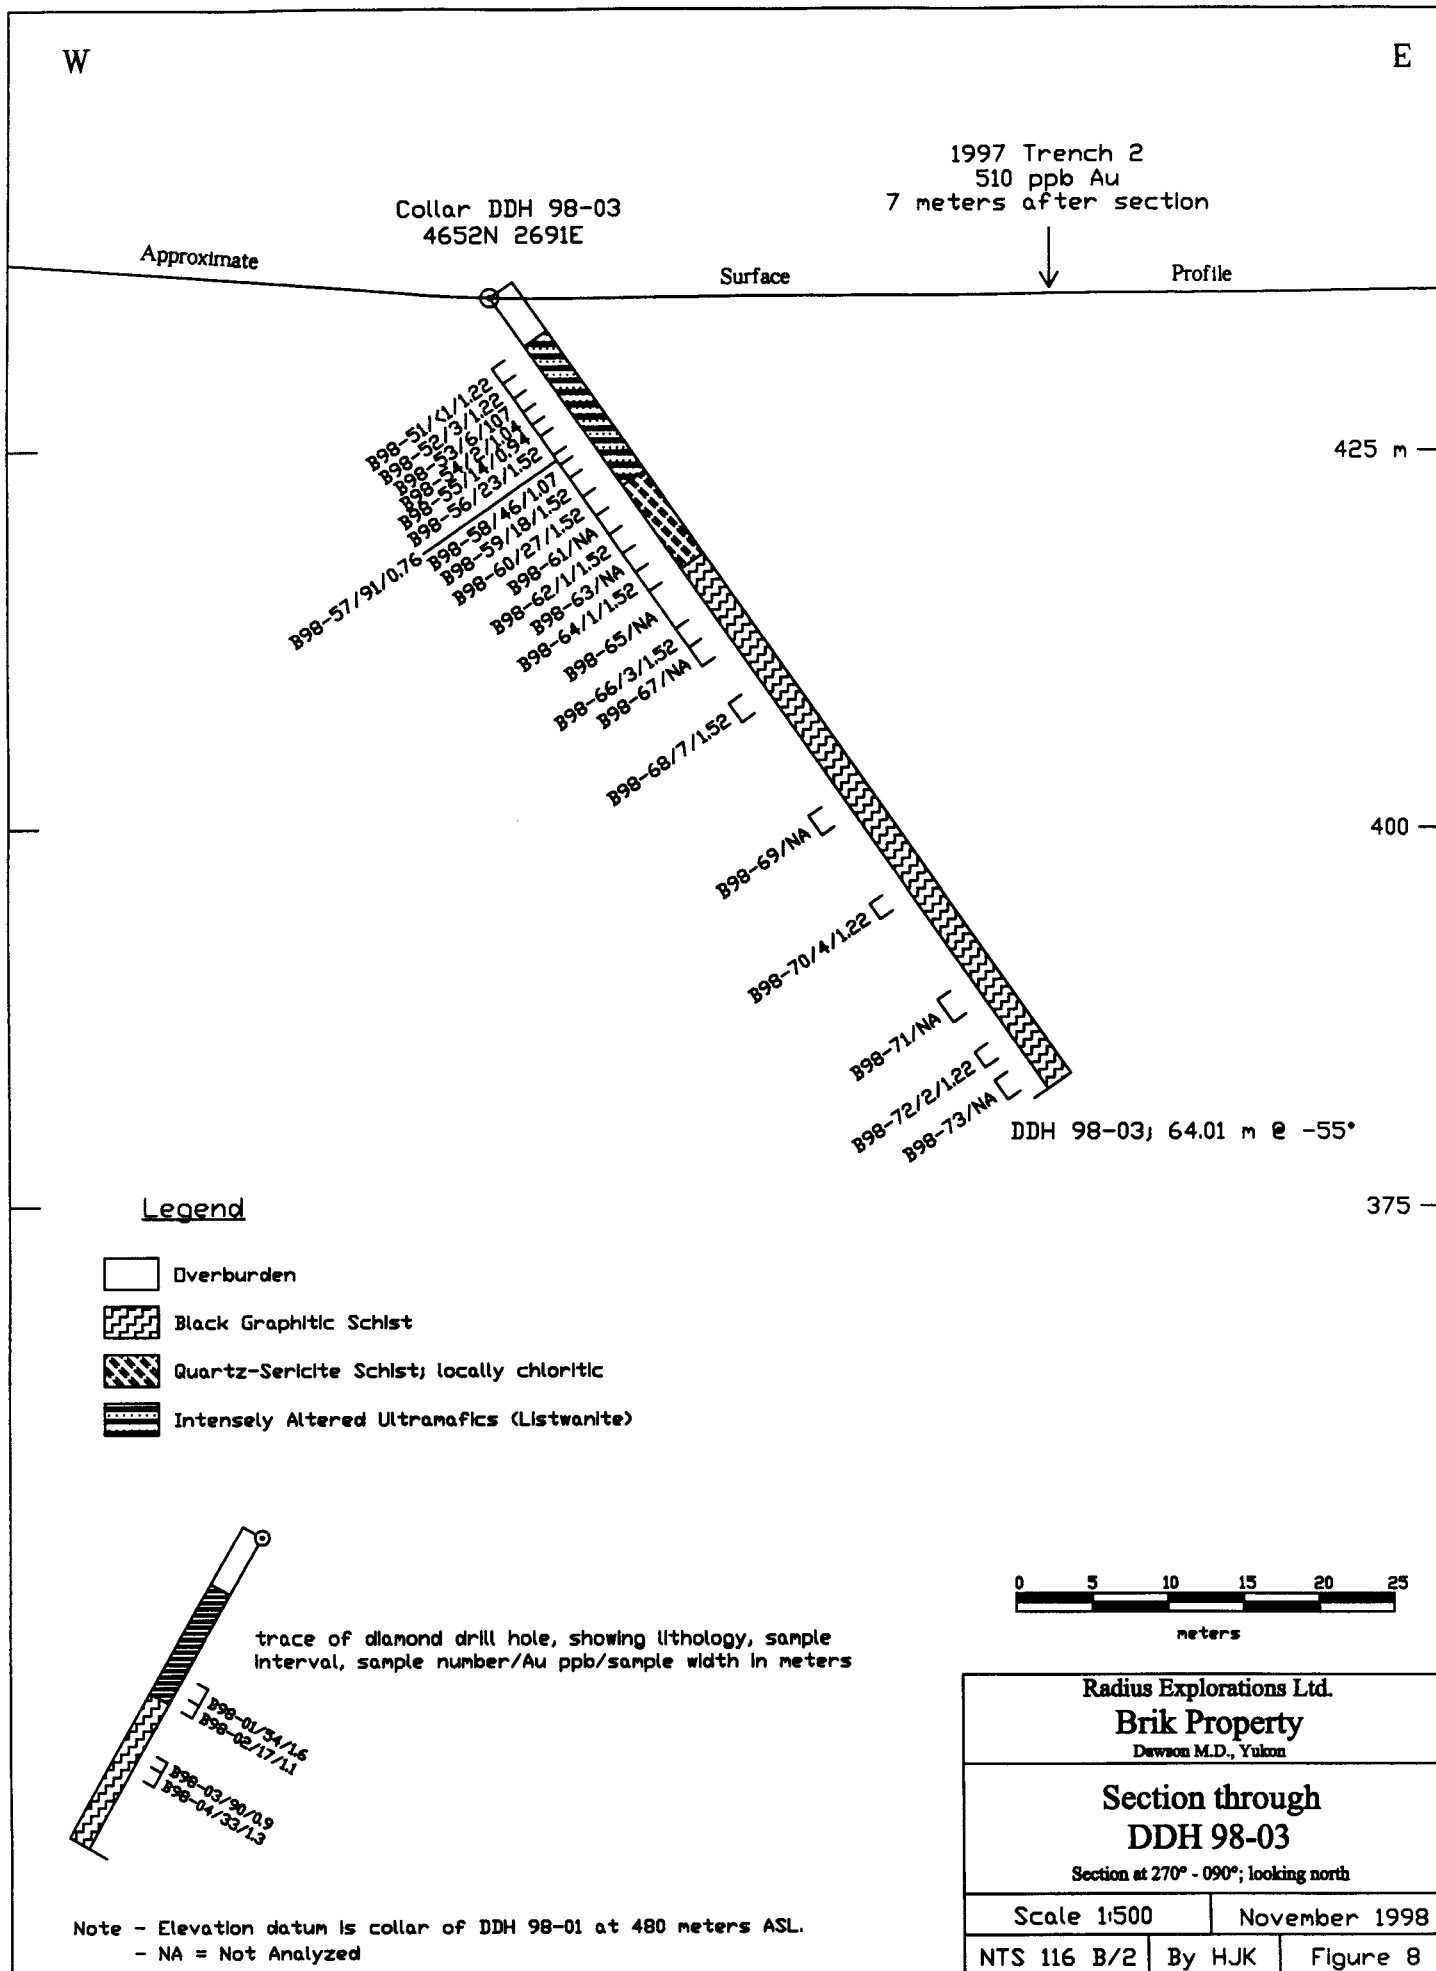 W
E
1997 Trench 2
510 ppb Au
7 meters after section
Collar DDH 98-03
4652N 2691E
Approximate
Surface
Profile
425 m
B98-51/<1/1.22
B98-52/3/1.22
B98-53/6/107
B98-54/2/1.04
B98-55/14/0.94
B98-56/23/1.52
B98-57/91/0.76
B98-58/46/1.07
B98-59/18/1.52
B98-60/27/1.52
B98-61/NA
B98-62/1/1.52
B98-63/NA
B98-64/1/1.52
B98-65/NA
B98-66/3/1.52
B98-67/NA
B98-68/7/1.52
400
B98-69/NA
B98-70/4/1.22
B98-71/NA
B98-72/2/1.22
B98-73/NA
DDH 98-03; 64.01 m @ -55°
375
Legend
Overburden
Black Graphitic Schist
Quartz-Sericite Schist; locally chloritic
Intensely Altered Ultramafics (Listwanite)
trace of diamond drill hole, showing lithology, sample
interval, sample number/Au ppb/sample width in meters
B98-01/54/1.6
B98-02/17/1.1
B98-03/90/0.9
B98-04/33/1.3
0 5 10 15 20 25
meters
Radius Explorations Ltd.
Brik Property
Dawson M.D., Yukon
Section through
DDH 98-03
Section at 270° - 090°; looking north
Scale 1:500
November 1998
NTS 116 B/2
By HJK
Figure 8
Note - Elevation datum is collar of DDH 98-01 at 480 meters ASL.
- NA = Not Analyzed